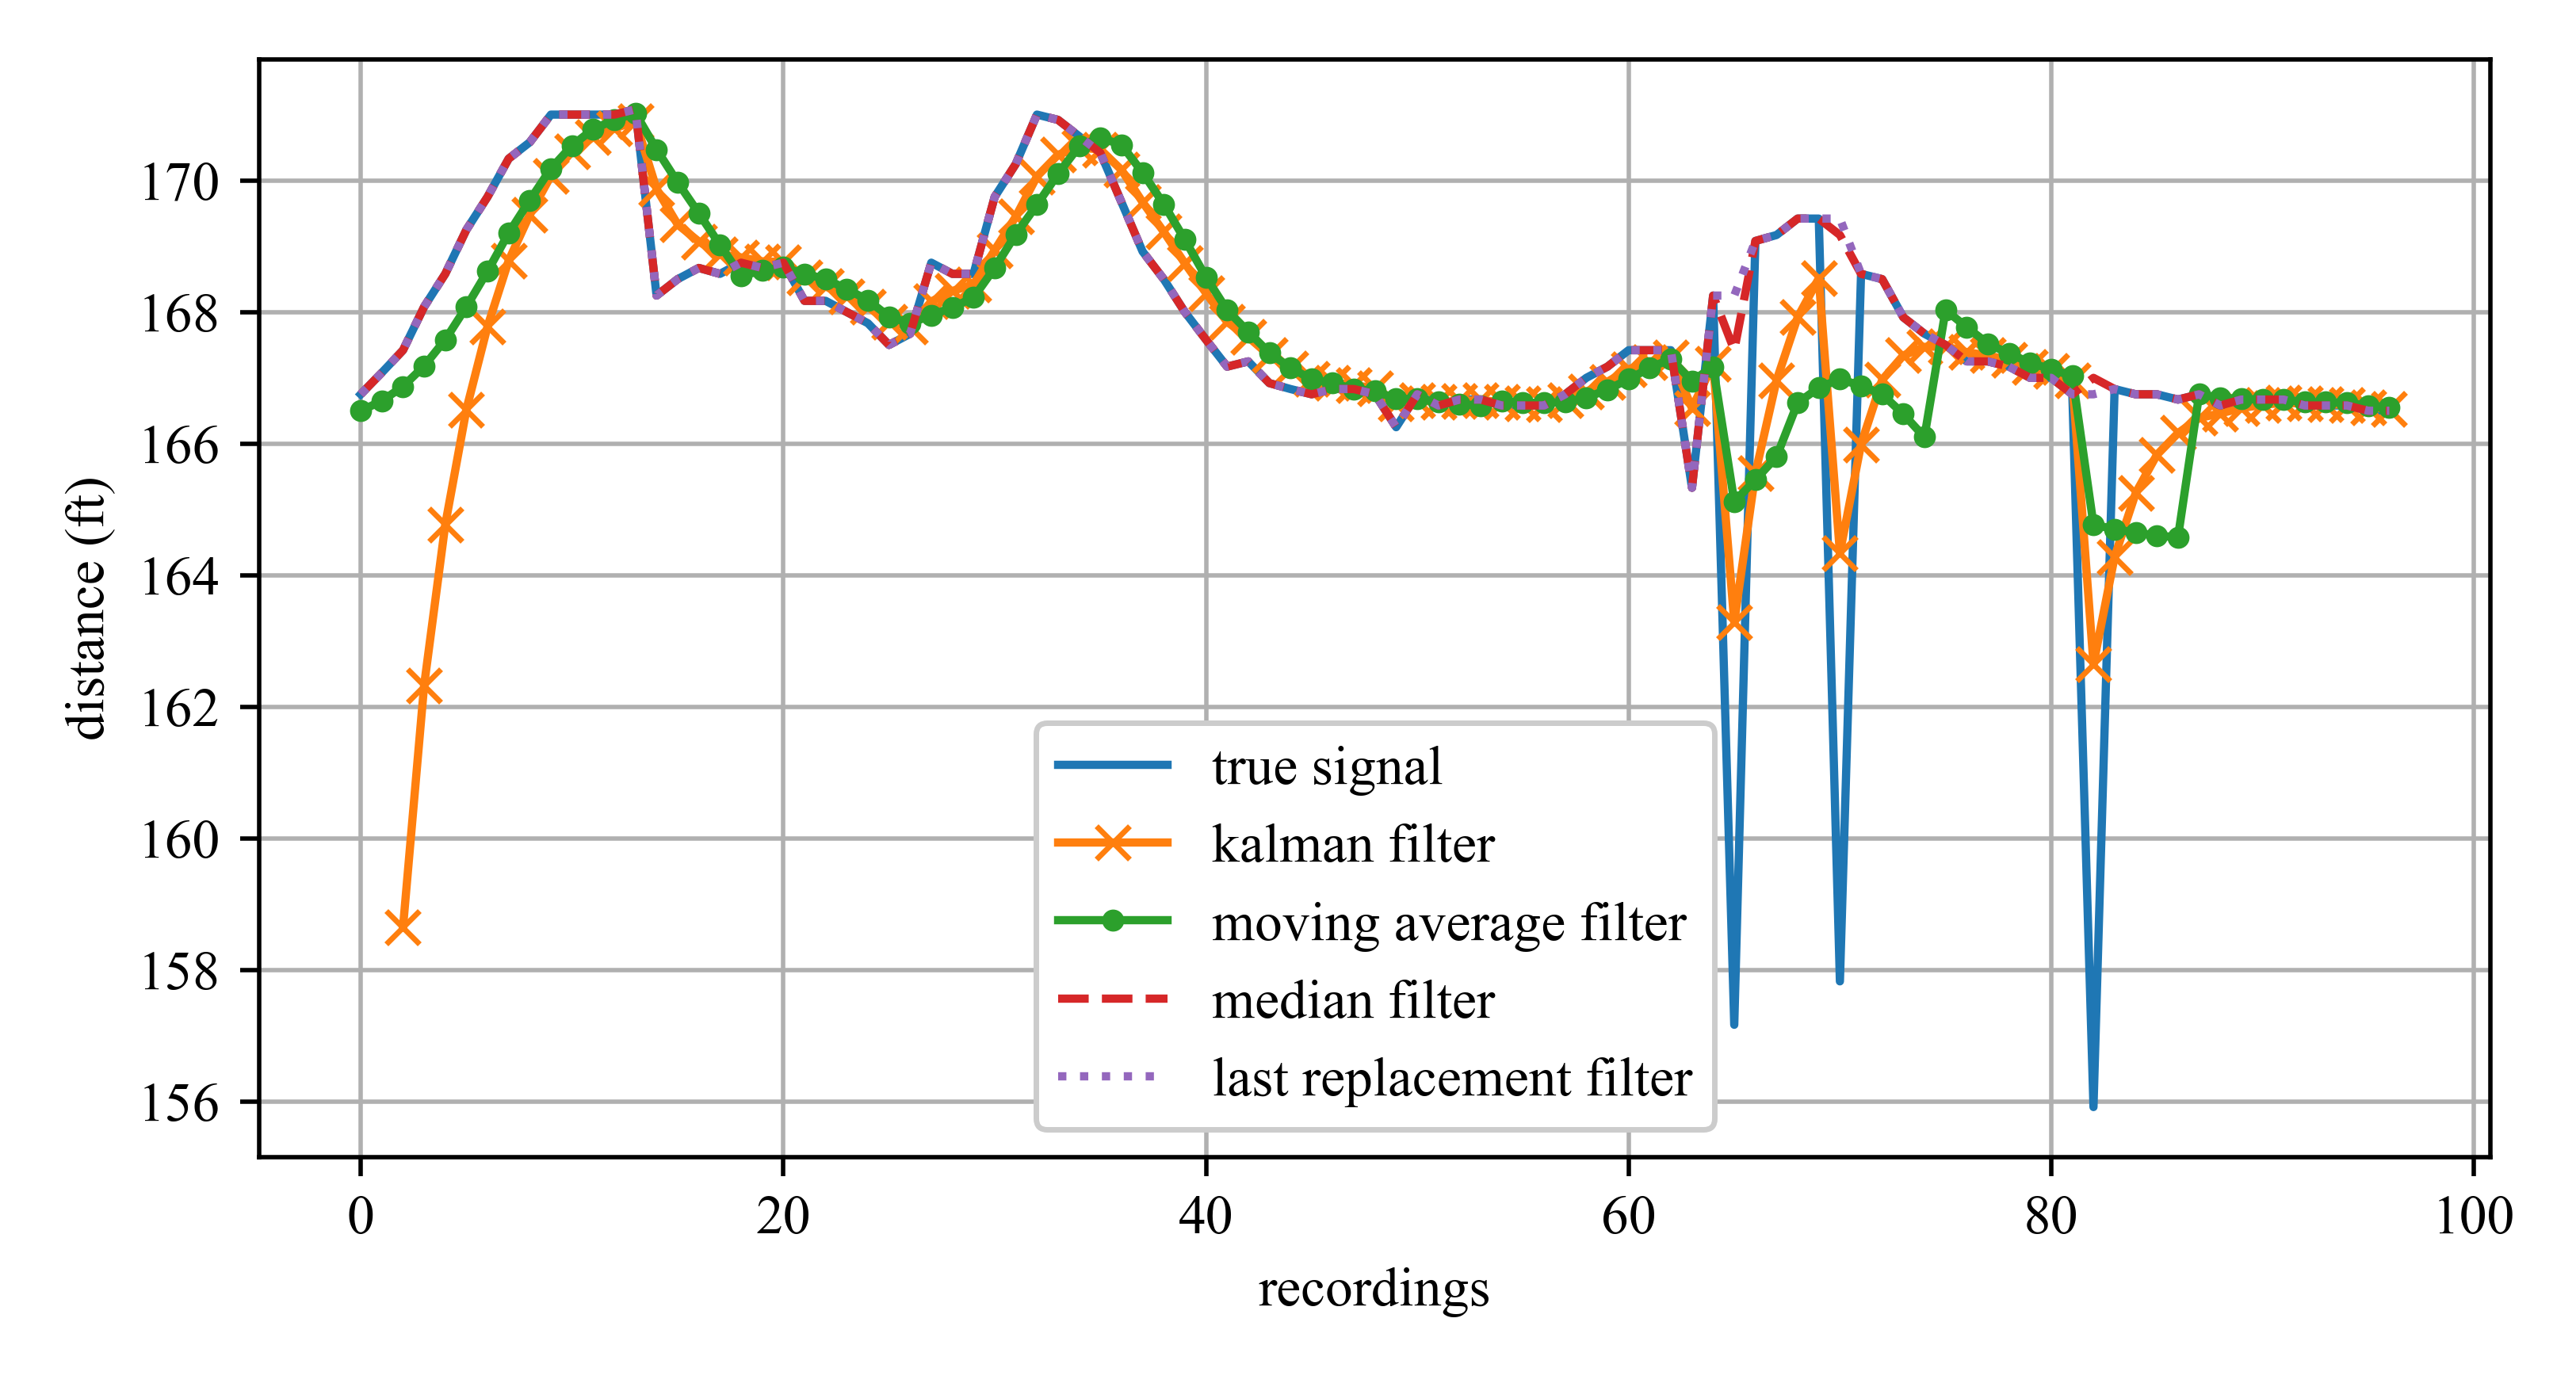 170
168
166
164
162
160
158
156
distance (ft)
true signal
kalman filter
moving average filter
median filter
last replacement filter
0 20 40 60 80 100
recordings